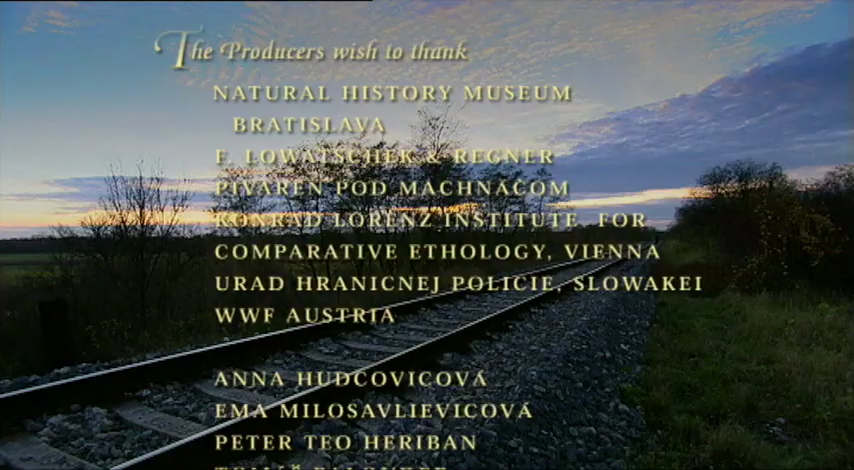 The Producers wish to thank
NATURAL HISTORY MUSEUM
BRATISLAVA
F. LOWATSCHEK & REGNER
PIVAREN POD MACHNACOM
KONRAD LORENZ INSTITUTE FOR
COMPARATIVE ETHOLOGY, VIENNA
URAD HRANICNEJ POLICIE, SLOWAKEI
WWF AUSTRIA
ANNA HUDCOVICOVÁ
EMA MILOSAVLIEVICOVÁ
PETER TEO HERIBAN